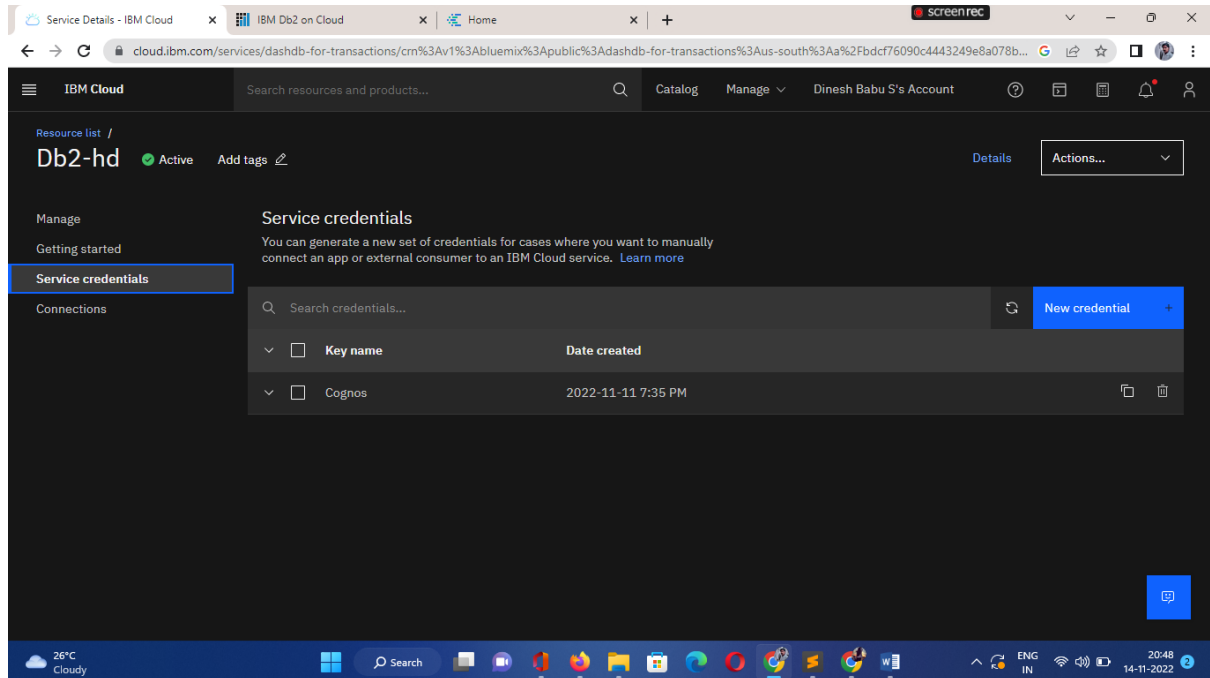 Service Details - IBM Cloud
IBM Db2 on Cloud
Home
screenrec
cloud.ibm.com/services/dashdb-for-transactions/crn%3Av1%3Abluemix%3Apublic%3Adashdb-for-transactions%3Aus-south%3Aa%2Fbdcf76090c4443249e8a078b...
IBM Cloud
Search resources and products...
Catalog
Manage
Dinesh Babu S's Account
Resource list /
Db2-hd
Active
Add tags
Details
Actions...
Manage
Getting started
Service credentials
Connections
Service credentials
You can generate a new set of credentials for cases where you want to manually
connect an app or external consumer to an IBM Cloud service. Learn more
Search credentials...
New credential +
Key name
Date created
Cognos
2022-11-11 7:35 PM
26°C
Cloudy
Search
ENG
IN
20:48
14-11-2022
2